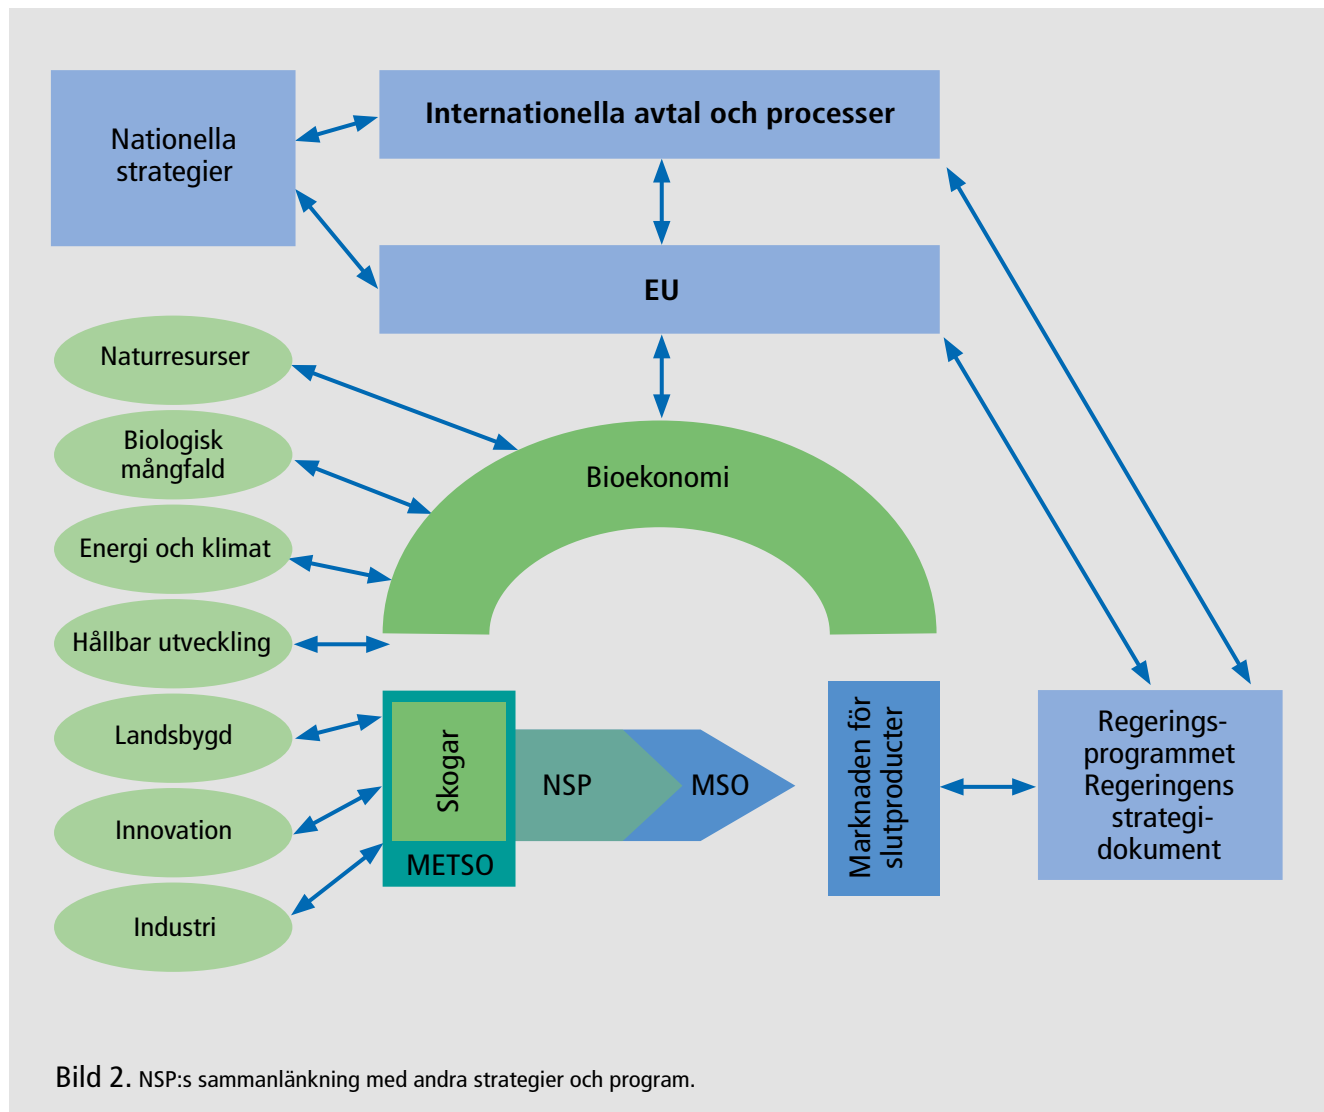 Nationella
strategier
Internationella avtal och processer
EU
Naturresurser
Biologisk
mångfald
Energi och klimat
Hållbar utveckling
Landsbygd
Innovation
Industri
Bioekonomi
Skogar
METSO
NSP
MSO
Marknaden för
slutproducter
Regerings-
programmet
Regeringens
strategi-
dokument
Bild 2. NSP:s sammanlänkning med andra strategier och program.